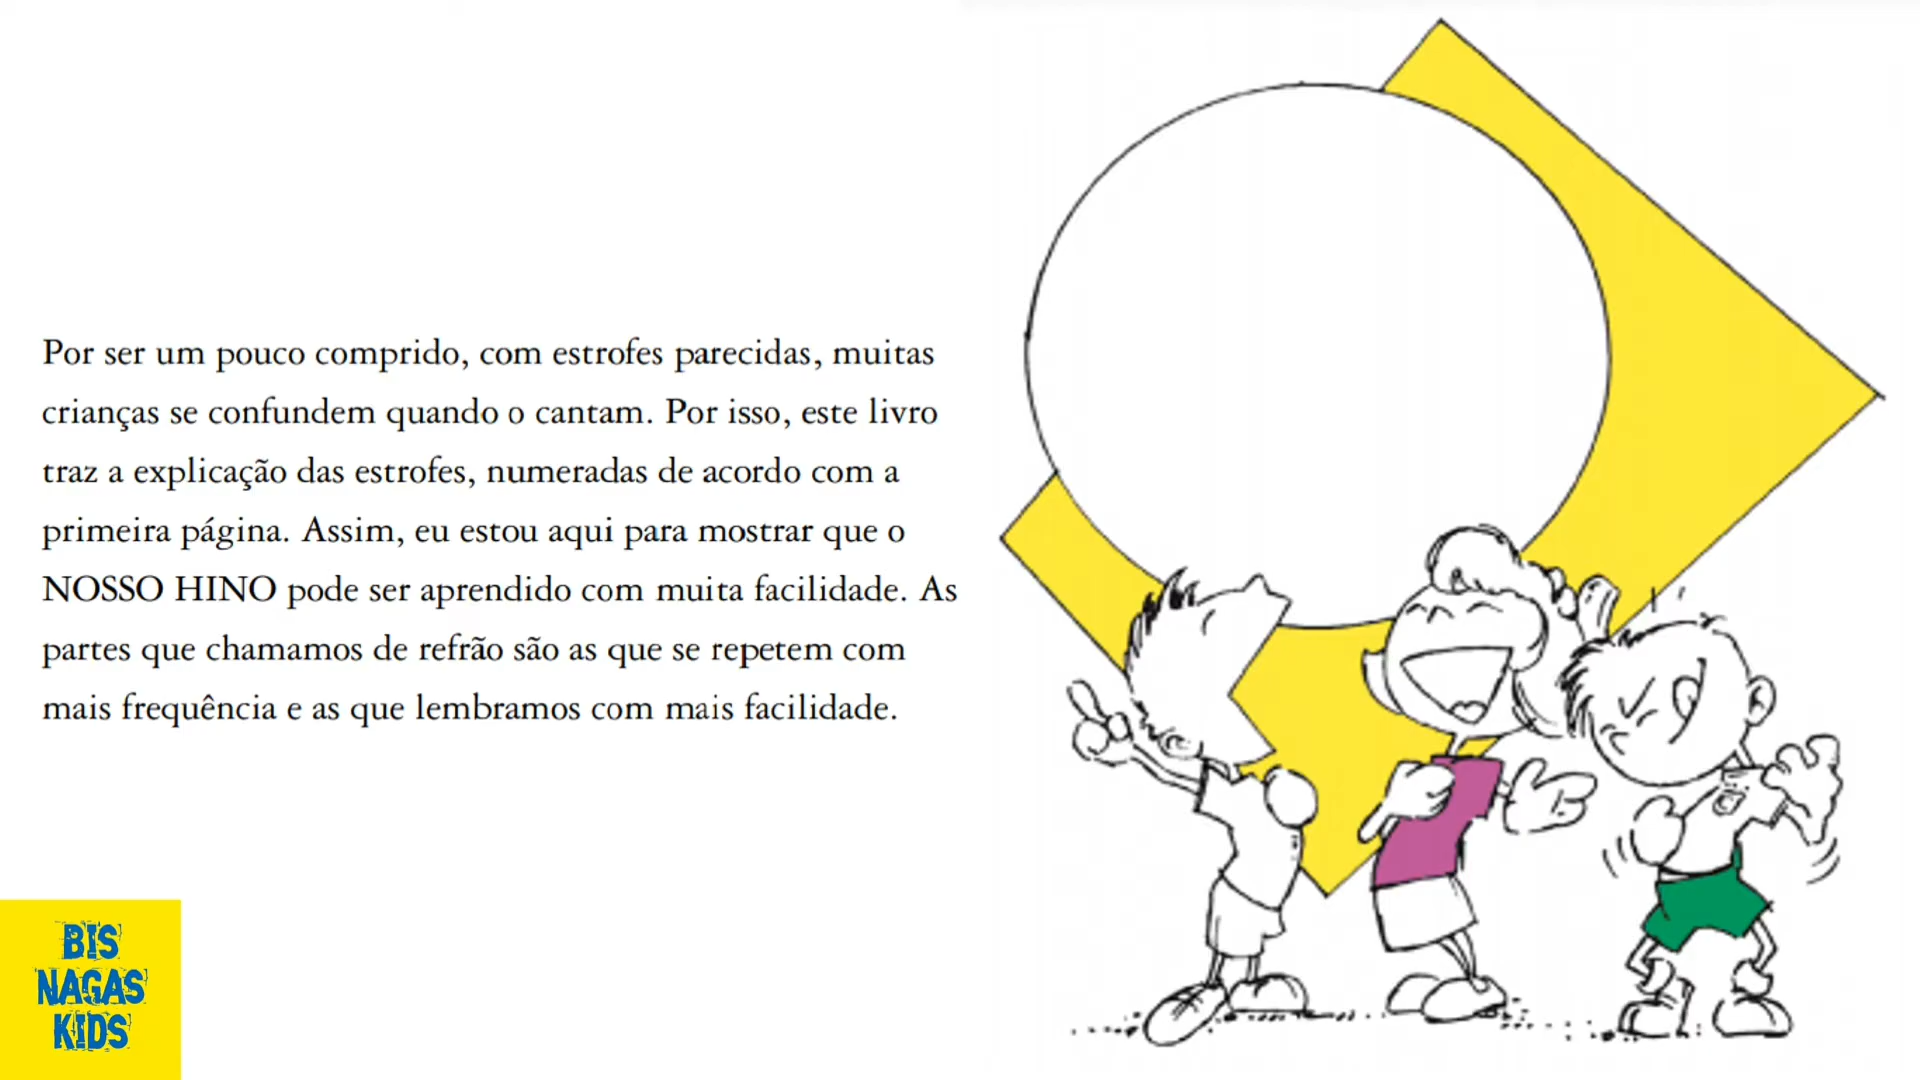 Por ser um pouco comprido, com estrofes parecidas, muitas
crianças se confundem quando o cantam. Por isso, este livro
traz a explicação das estrofes, numeradas de acordo com a
primeira página. Assim, eu estou aqui para mostrar que o
NOSSO HINO pode ser aprendido com muita facilidade. As
partes que chamamos de refrão são as que se repetem com
mais frequência e as que lembramos com mais facilidade.
BIS
NAGAS
KIDS